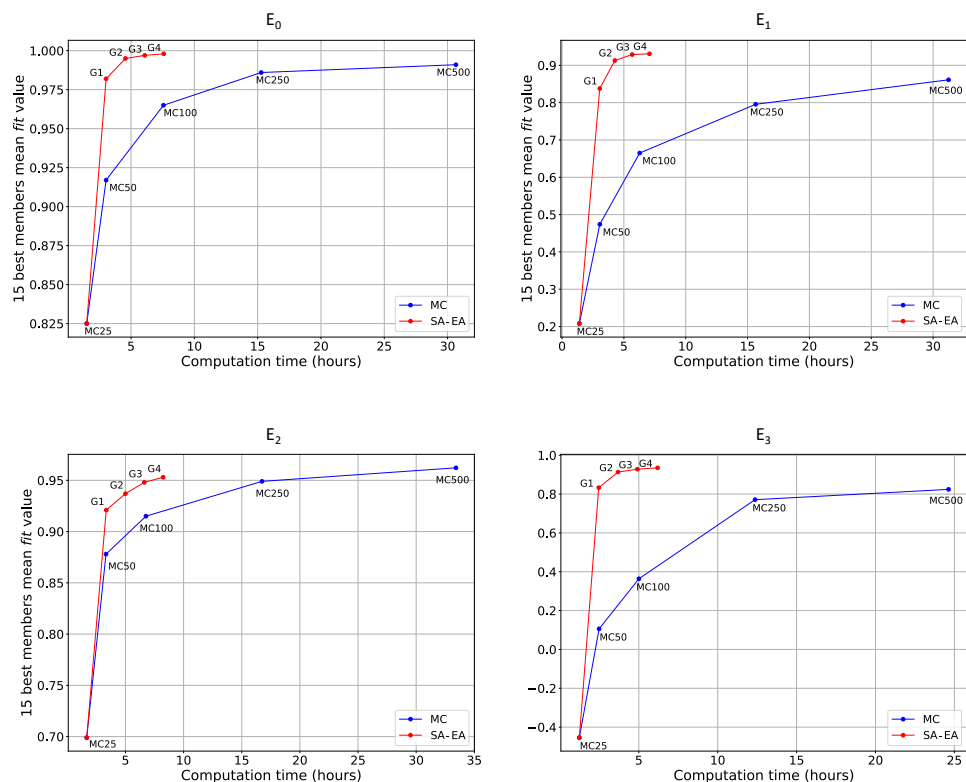 E0
15 best members mean fit value
1.000
0.975
0.950
0.925
0.900
0.875
0.850
0.825
G1
G2
G3
G4
MC25
MC50
MC100
MC250
MC500
MC
SA-EA
5
10
15
20
25
30
Computation time (hours)
E1
15 best members mean fit value
0.9
0.8
0.7
0.6
0.5
0.4
0.3
0.2
G1
G2
G3
G4
MC25
MC50
MC100
MC250
MC500
MC
SA-EA
0
5
10
15
20
25
30
Computation time (hours)
E2
15 best members mean fit value
0.95
0.90
0.85
0.80
0.75
0.70
G1
G2
G3
G4
MC25
MC50
MC100
MC250
MC500
MC
SA-EA
5
10
15
20
25
30
35
Computation time (hours)
E3
1.0
0.8
0.6
0.4
0.2
0.0
−0.2
−0.4
G1
G2
G3
G4
MC25
MC50
MC100
MC250
MC500
MC
SA-EA
5
10
15
20
25
Computation time (hours)